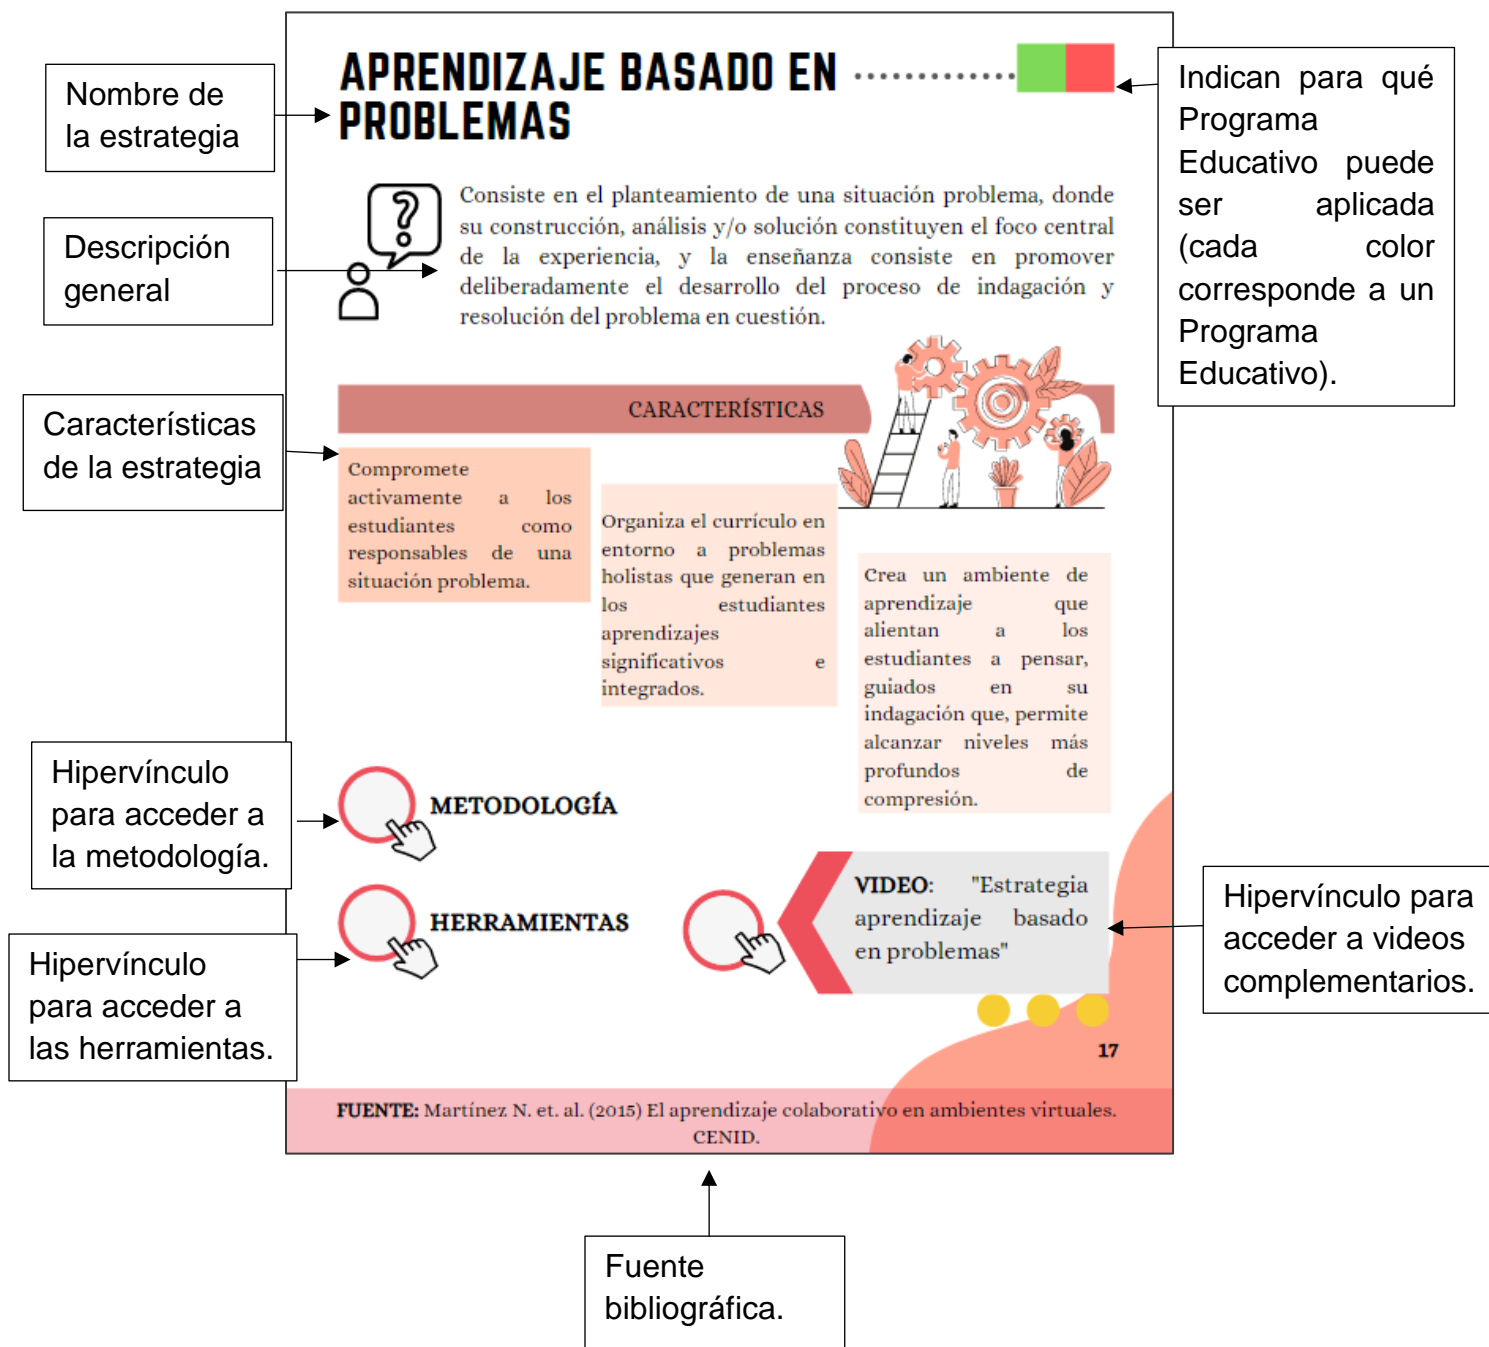 APRENDIZAJE BASADO EN
PROBLEMAS
Nombre de
la estrategia
Indican para qué
Programa
Educativo puede
ser aplicada
(cada color
corresponde a un
Programa
Educativo).
Consiste en el planteamiento de una situación problema, donde
su construcción, análisis y/o solución constituyen el foco central
de la experiencia, y la enseñanza consiste en promover
deliberadamente el desarrollo del proceso de indagación y
resolución del problema en cuestión.
?
Descripción
general
CARACTERÍSTICAS
Características
de la estrategia
Compromete
activamente a los
estudiantes como
responsables de una
situación problema.
Organiza el currículo en
entorno a problemas
holistas que generan en
los estudiantes
aprendizajes
significativos e
integrados.
Crea un ambiente de
aprendizaje que
alientan a los
estudiantes a pensar,
guiados en su
indagación que, permite
alcanzar niveles más
profundos de
compresión.
Hipervínculo
para acceder a
la metodología.
METODOLOGÍA
HERRAMIENTAS
Hipervínculo
para acceder a
las herramientas.
VIDEO: "Estrategia
aprendizaje basado
en problemas"
Hipervínculo para
acceder a videos
complementarios.
17
FUENTE: Martínez N. et. al. (2015) El aprendizaje colaborativo en ambientes virtuales.
CENID.
Fuente
bibliográfica.